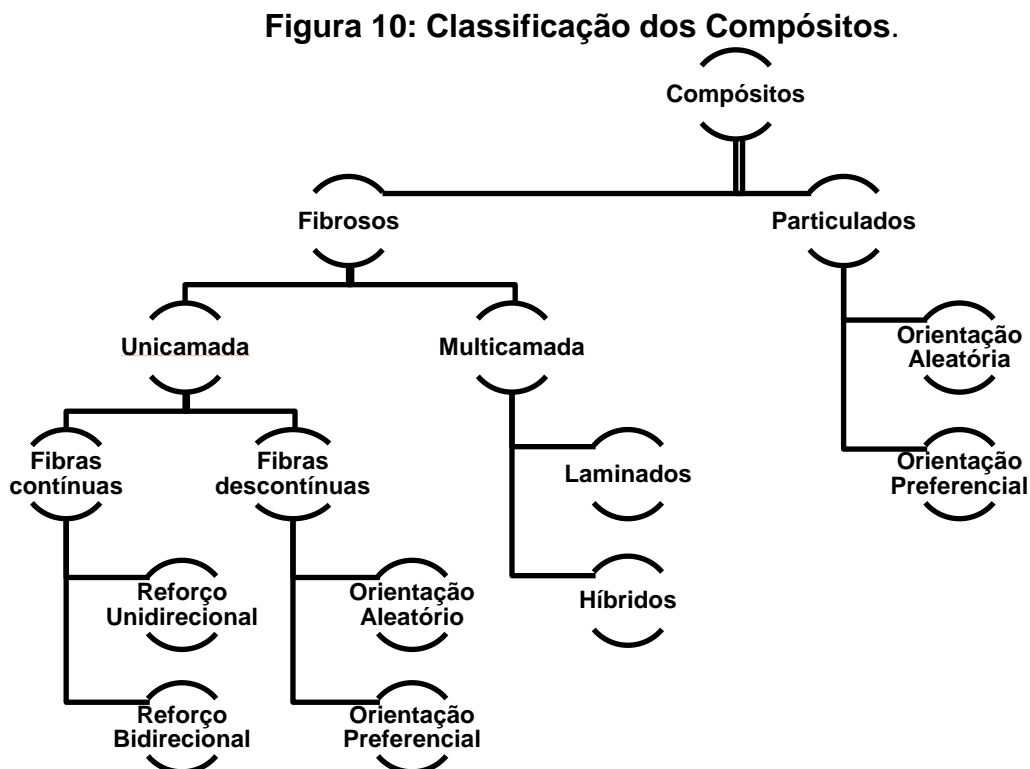 Figura 10: Classificação dos Compósitos.
Compósitos
Fibrosos
Particulados
Unicamada
Multicamada
Orientação
Aleatória
Fibras
contínuas
Fibras
descontínuas
Laminados
Orientação
Preferencial
Reforço
Unidirecional
Orientação
Aleatório
Híbridos
Reforço
Bidirecional
Orientação
Preferencial